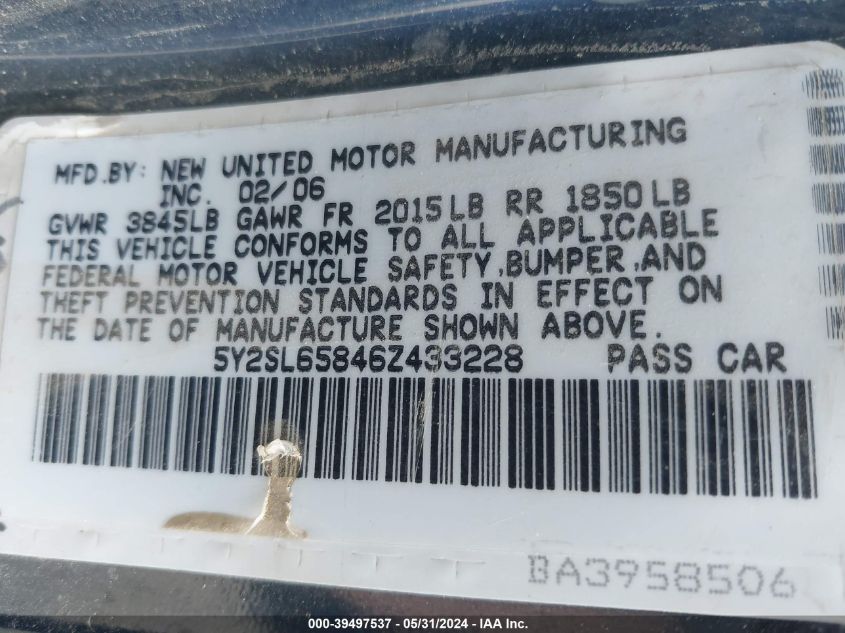 MFD.BY: NEW UNITED MOTOR MANUFACTURING
INC. 02/06
GVWR 3845LB GAWR FR 2015LB RR 1850LB
THIS VEHICLE CONFORMS TO ALL APPLICABLE
FEDERAL MOTOR VEHICLE SAFETY,BUMPER,AND
THEFT PREVENTION STANDARDS IN EFFECT ON
THE DATE OF MANUFACTURE SHOWN ABOVE.
5Y2SL65846Z433228 PASS CAR
BA3958506
000-39497537 - 05/31/2024 - IAA Inc.